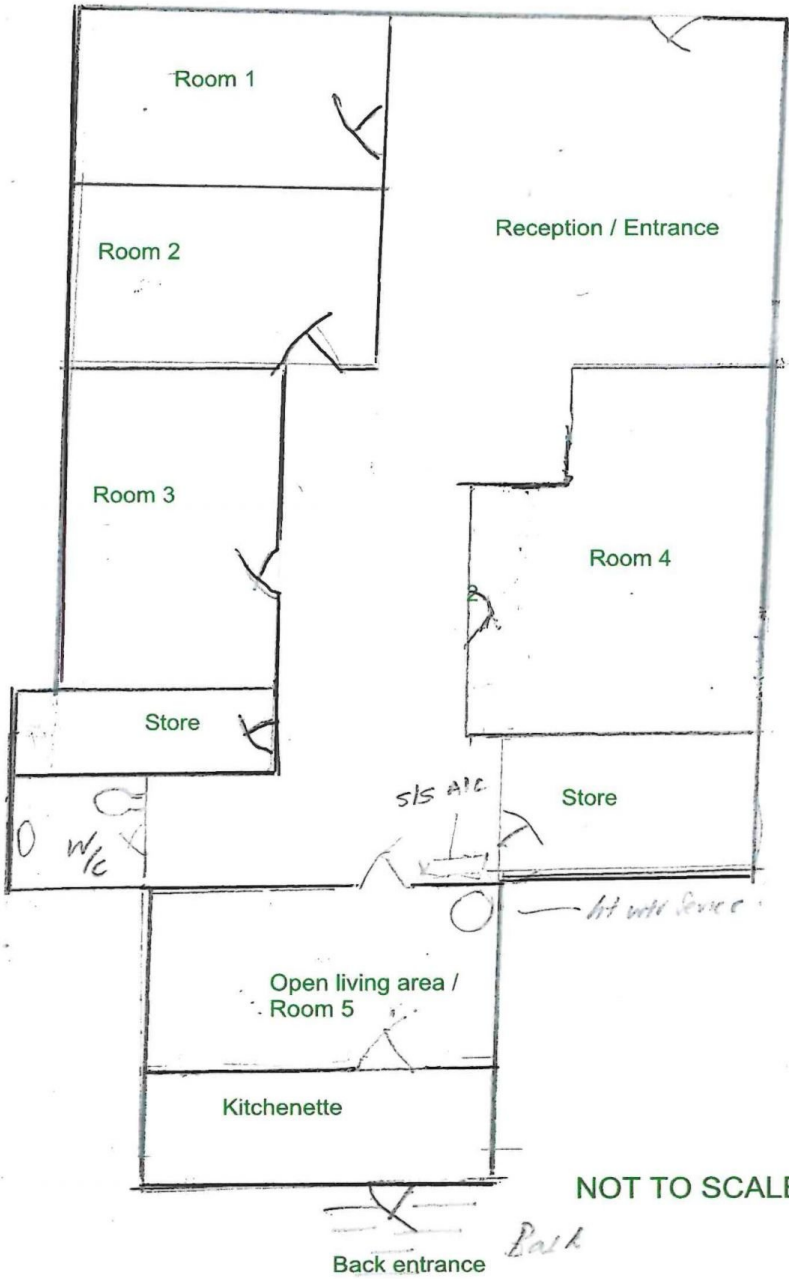 Room 1
Reception / Entrance
Room 2
Room 3
Room 4
2
Store
S/S A/C
Store
W/C
Open living area /
Room 5
Kitchenette
NOT TO SCALE
Back
Back entrance